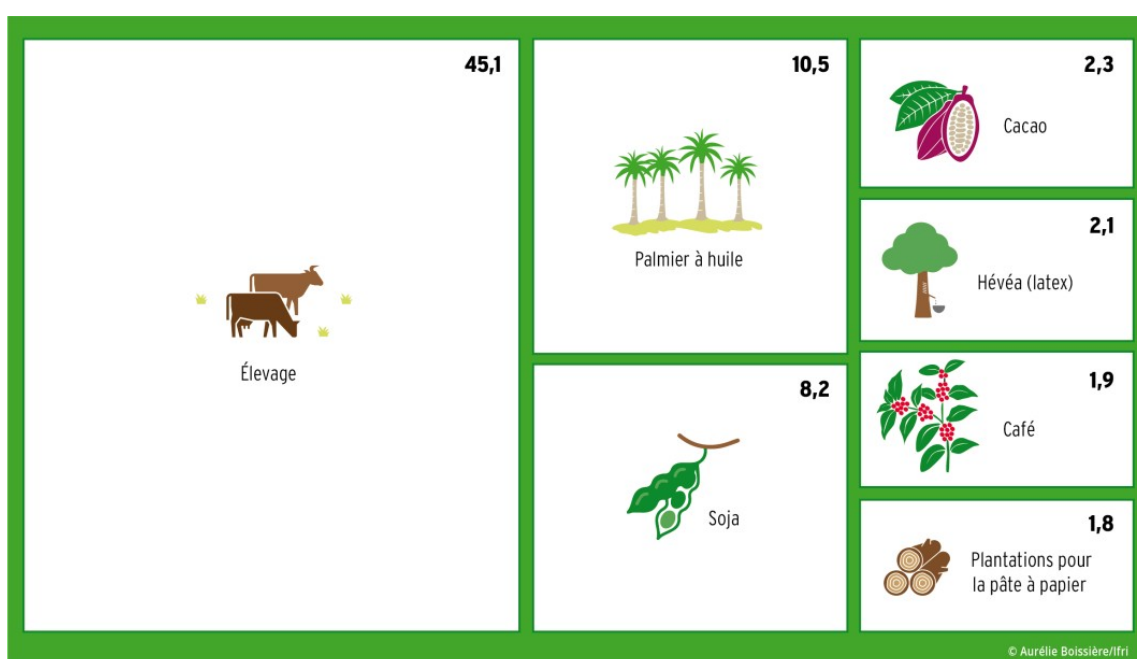 45,1
Élevage
10,5
Palmier à huile
8,2
Soja
2,3
Cacao
2,1
Hévéa (latex)
1,9
Café
1,8
Plantations pour
la pâte à papier
© Aurélie Boissière/Ifri